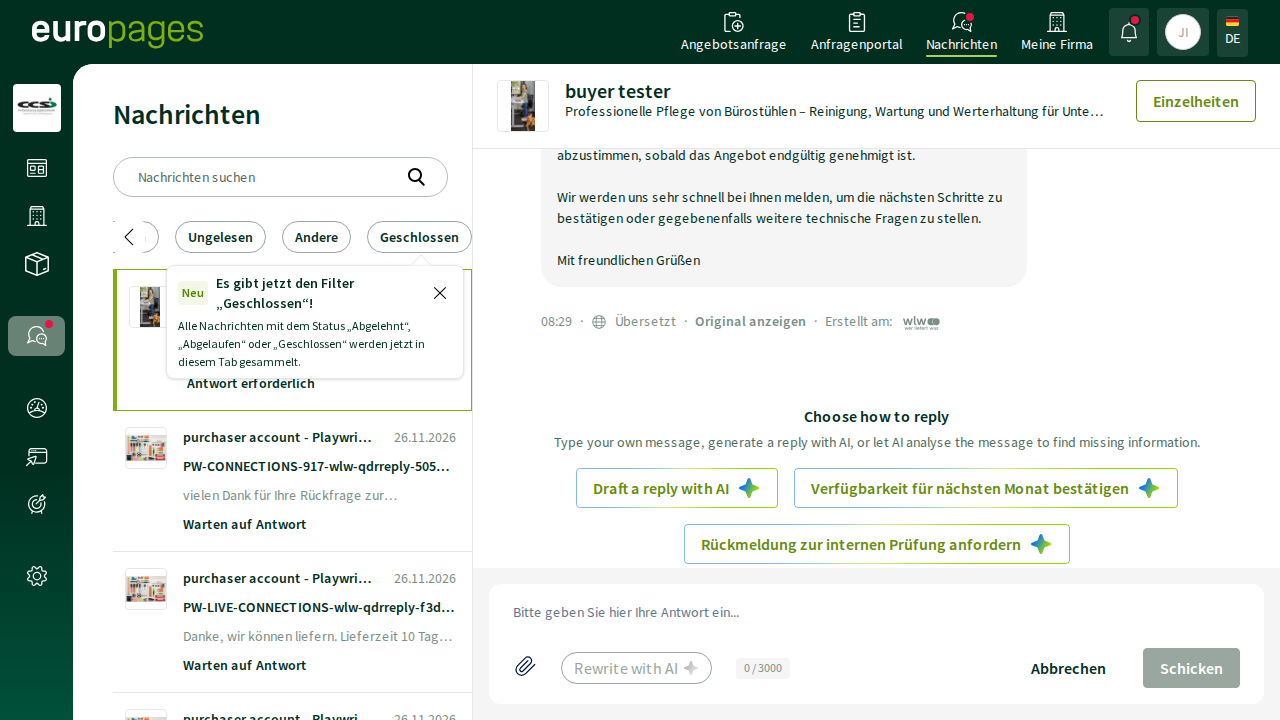 europages
Angebotsanfrage
Anfragenportal
Nachrichten
Meine Firma
JI
DE
ccsi
Nachrichten
Nachrichten suchen
Ungelesen
Andere
Geschlossen
Neu
Es gibt jetzt den Filter
„Geschlossen“!
Alle Nachrichten mit dem Status „Abgelehnt“,
„Abgelaufen“ oder „Geschlossen“ werden jetzt in
diesem Tab gesammelt.
Antwort erforderlich
purchaser account - Playwri...
26.11.2026
PW-CONNECTIONS-917-wlw-qdrreply-505...
vielen Dank für Ihre Rückfrage zur...
Warten auf Antwort
purchaser account - Playwri...
26.11.2026
PW-LIVE-CONNECTIONS-wlw-qdrreply-f3d...
Danke, wir können liefern. Lieferzeit 10 Tag...
Warten auf Antwort
purchaser account - Playwri...
26.11.2026
buyer tester
Professionelle Pflege von Bürostühlen – Reinigung, Wartung und Werterhaltung für Unte...
Einzelheiten
abzustimmen, sobald das Angebot endgültig genehmigt ist.
Wir werden uns sehr schnell bei Ihnen melden, um die nächsten Schritte zu
bestätigen oder gegebenenfalls weitere technische Fragen zu stellen.
Mit freundlichen Grüßen
08:29 · Übersetzt · Original anzeigen · Erstellt am: wlw
wer liefert was
Choose how to reply
Type your own message, generate a reply with AI, or let AI analyse the message to find missing information.
Draft a reply with AI
Verfügbarkeit für nächsten Monat bestätigen
Rückmeldung zur internen Prüfung anfordern
Bitte geben Sie hier Ihre Antwort ein...
Rewrite with AI
0 / 3000
Abbrechen
Schicken